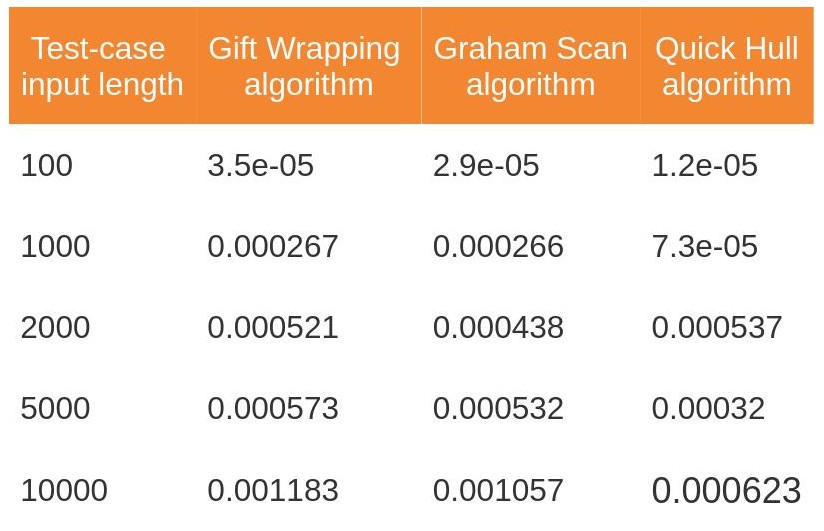 Test-case input length Gift Wrapping algorithm Graham Scan algorithm Quick Hull algorithm
100 3.5e-05 2.9e-05 1.2e-05
1000 0.000267 0.000266 7.3e-05
2000 0.000521 0.000438 0.000537
5000 0.000573 0.000532 0.00032
10000 0.001183 0.001057 0.000623